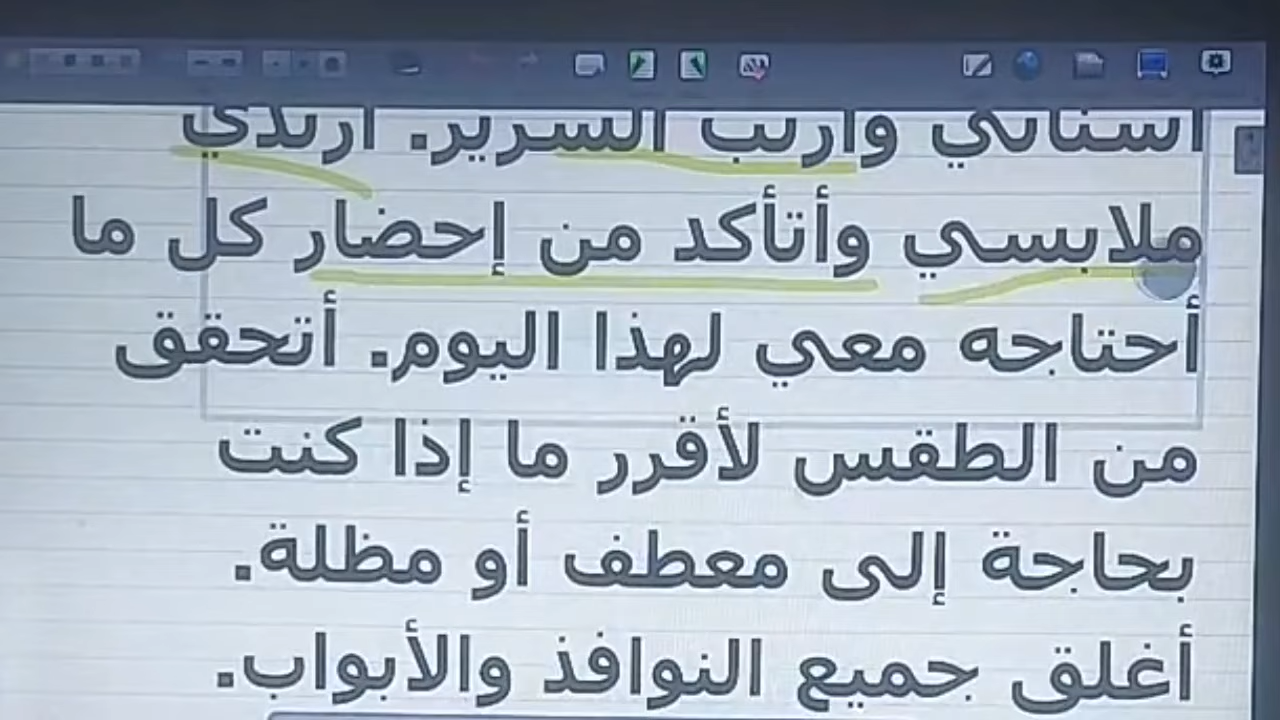 أسناني وأرتب السرير. أرتدي
ملابسي وأتأكد من إحضار كل ما
أحتاجه معي لهذا اليوم. أتحقق
من الطقس لأقرر ما إذا كنت
بحاجة إلى معطف أو مظلة.
أغلق جميع النوافذ والأبواب.